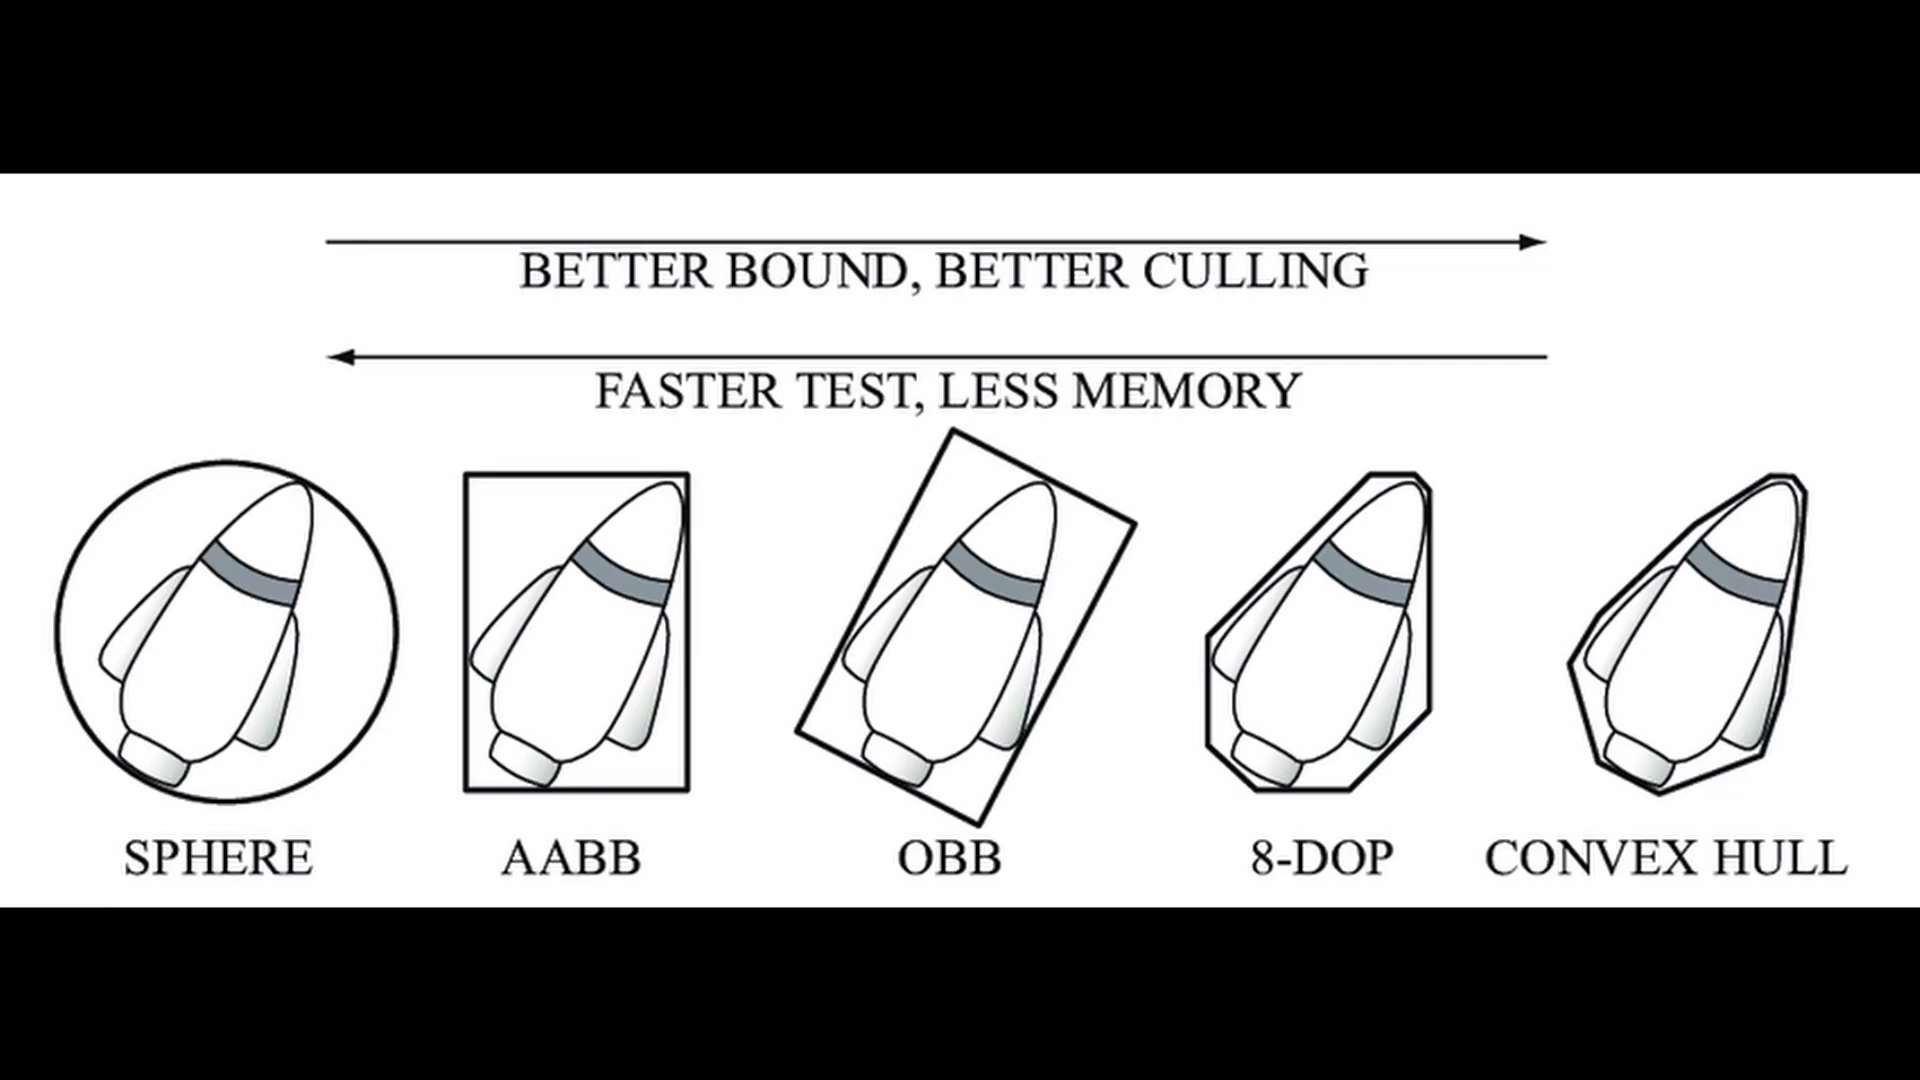 BETTER BOUND, BETTER CULLING
FASTER TEST, LESS MEMORY
SPHERE
AABB
OBB
8-DOP
CONVEX HULL